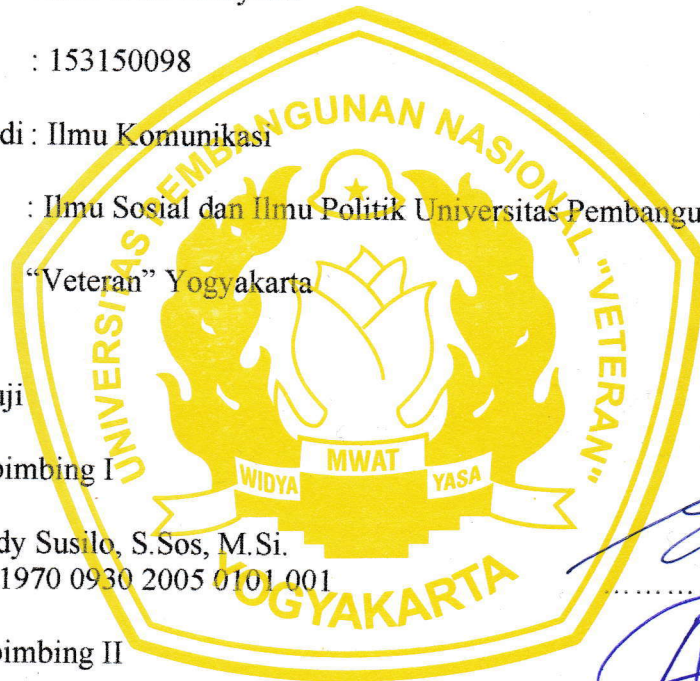 : 153150098
di : Ilmu Komunikasi
: Ilmu Sosial dan Ilmu Politik Universitas Pembangu
“Veteran” Yogyakarta
UNIVERSITAS PEMBANGUNAN NASIONAL "VETERAN"
uji
bimbing I
WIDYA MWAT YASA
dy Susilo, S.Sos, M.Si.
1970 0930 2005 0101 001
YOGYAKARTA
bimbing II